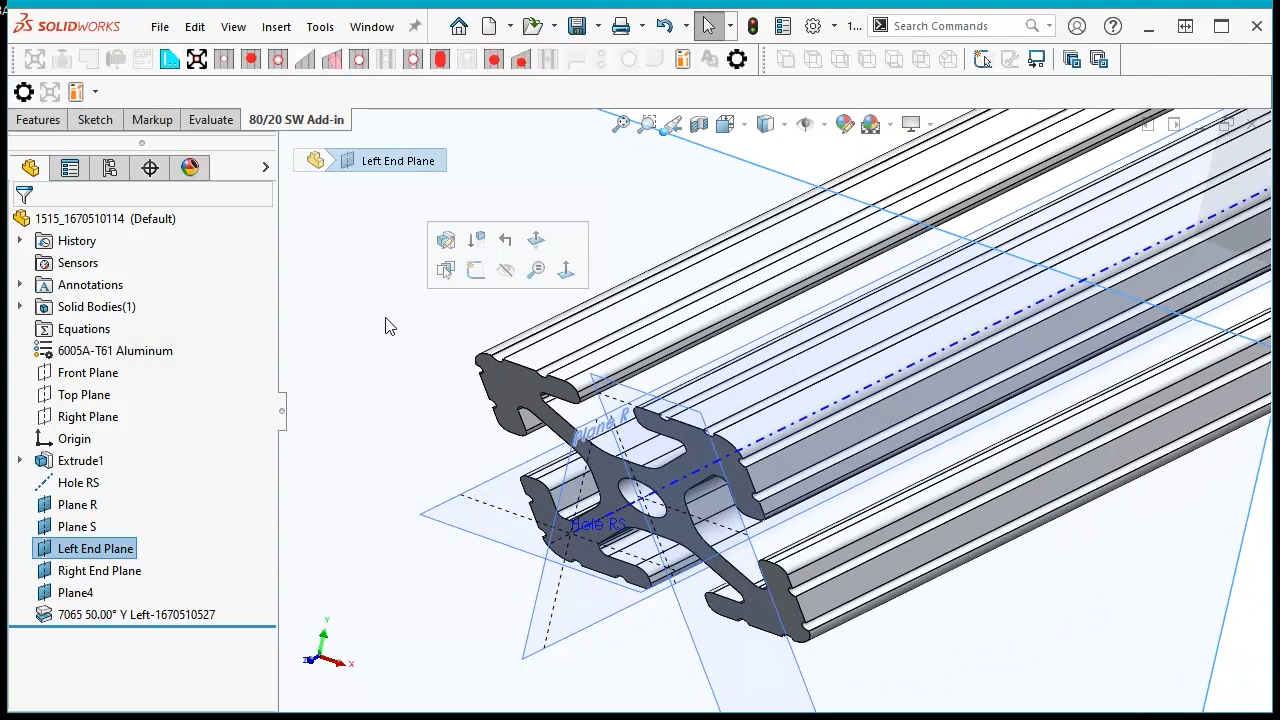 SOLIDWORKS File Edit View Insert Tools Window 1... Search Commands
Features Sketch Markup Evaluate 80/20 SW Add-in
Left End Plane
1515_1670510114 (Default)
History
Sensors
Annotations
Solid Bodies(1)
Equations
6005A-T61 Aluminum
Front Plane
Top Plane
Right Plane
Origin
Extrude1
Hole RS
Plane R
Plane S
Left End Plane
Right End Plane
Plane4
7065 50.00° Y Left-1670510527
Plane R
Hole RS
Y
Z
X